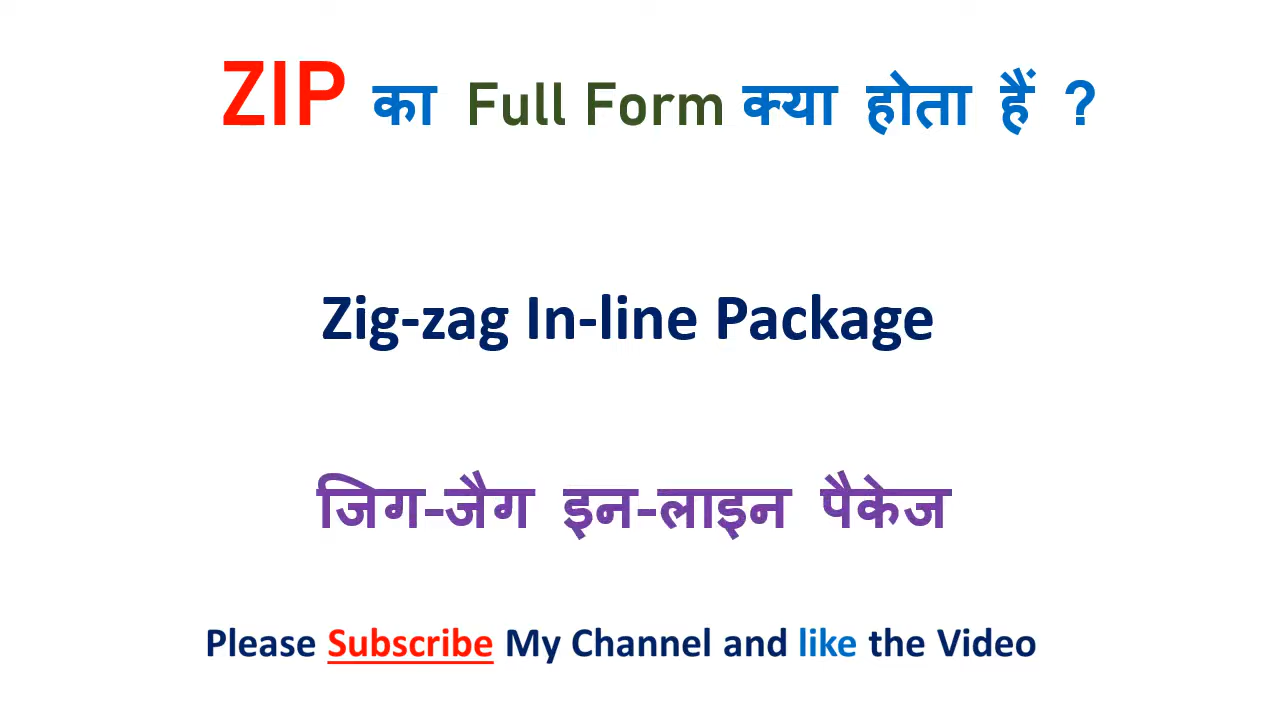 ZIP का Full Form क्या होता हैं ?
Zig-zag In-line Package
जिग-जैग इन-लाइन पैकेज
Please Subscribe My Channel and like the Video